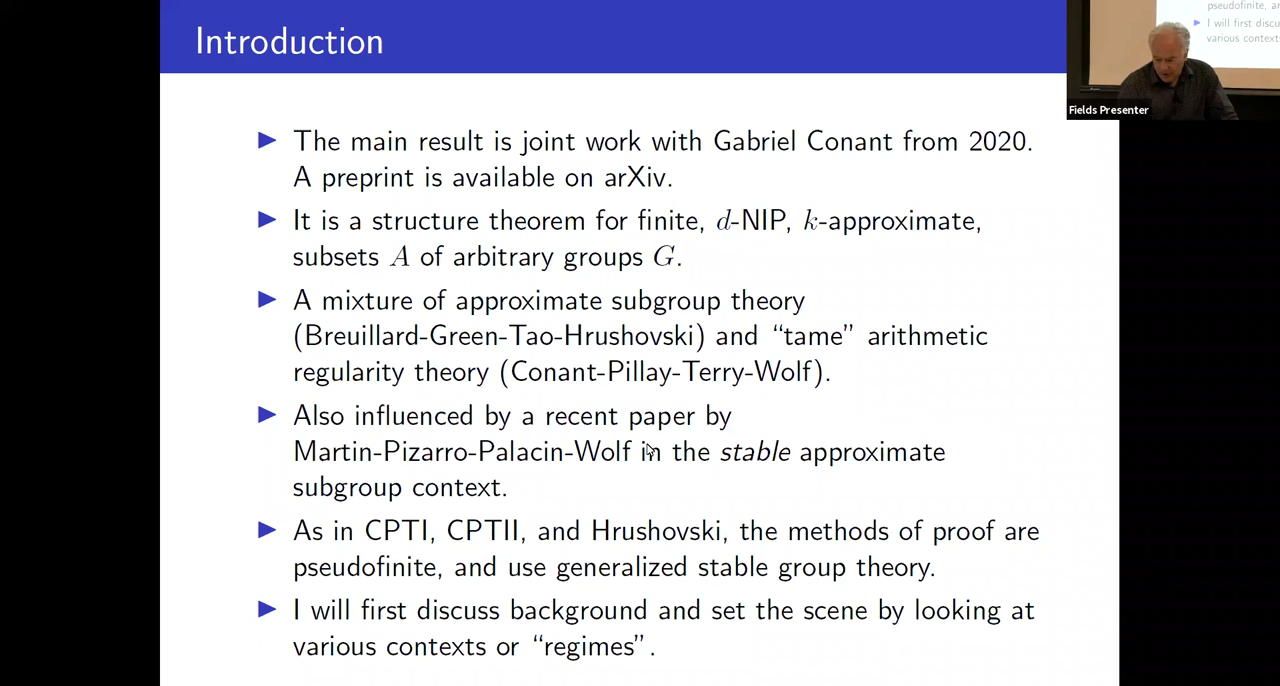 Introduction
pseudofinite, a
I will first discu
various context
Fields Presenter
▶ The main result is joint work with Gabriel Conant from 2020.
A preprint is available on arXiv.
▶ It is a structure theorem for finite, d-NIP, k-approximate,
subsets A of arbitrary groups G.
▶ A mixture of approximate subgroup theory
(Breuillard-Green-Tao-Hrushovski) and “tame” arithmetic
regularity theory (Conant-Pillay-Terry-Wolf).
▶ Also influenced by a recent paper by
Martin-Pizarro-Palacin-Wolf in the stable approximate
subgroup context.
▶ As in CPTI, CPTII, and Hrushovski, the methods of proof are
pseudofinite, and use generalized stable group theory.
▶ I will first discuss background and set the scene by looking at
various contexts or “regimes”.